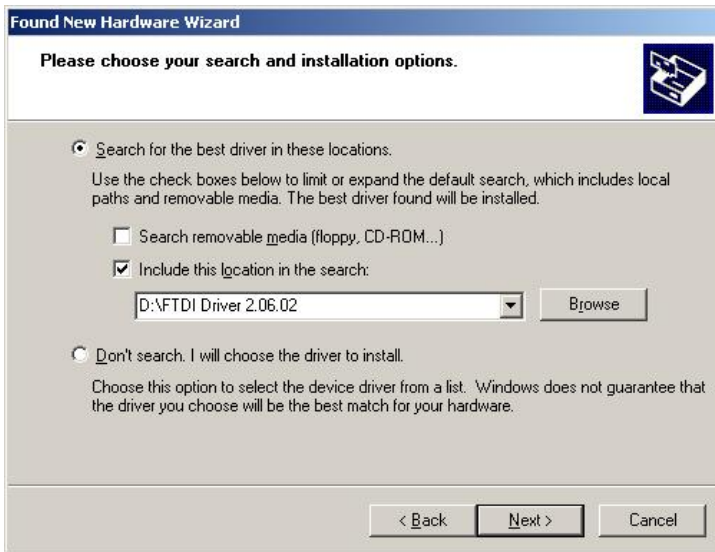 Found New Hardware Wizard
Please choose your search and installation options.
Search for the best driver in these locations.
Use the check boxes below to limit or expand the default search, which includes local
paths and removable media. The best driver found will be installed.
Search removable media (floppy, CD-ROM...)
Include this location in the search:
D:\FTDI Driver 2.06.02
Browse
Don't search. I will choose the driver to install.
Choose this option to select the device driver from a list. Windows does not guarantee that
the driver you choose will be the best match for your hardware.
< Back
Next >
Cancel